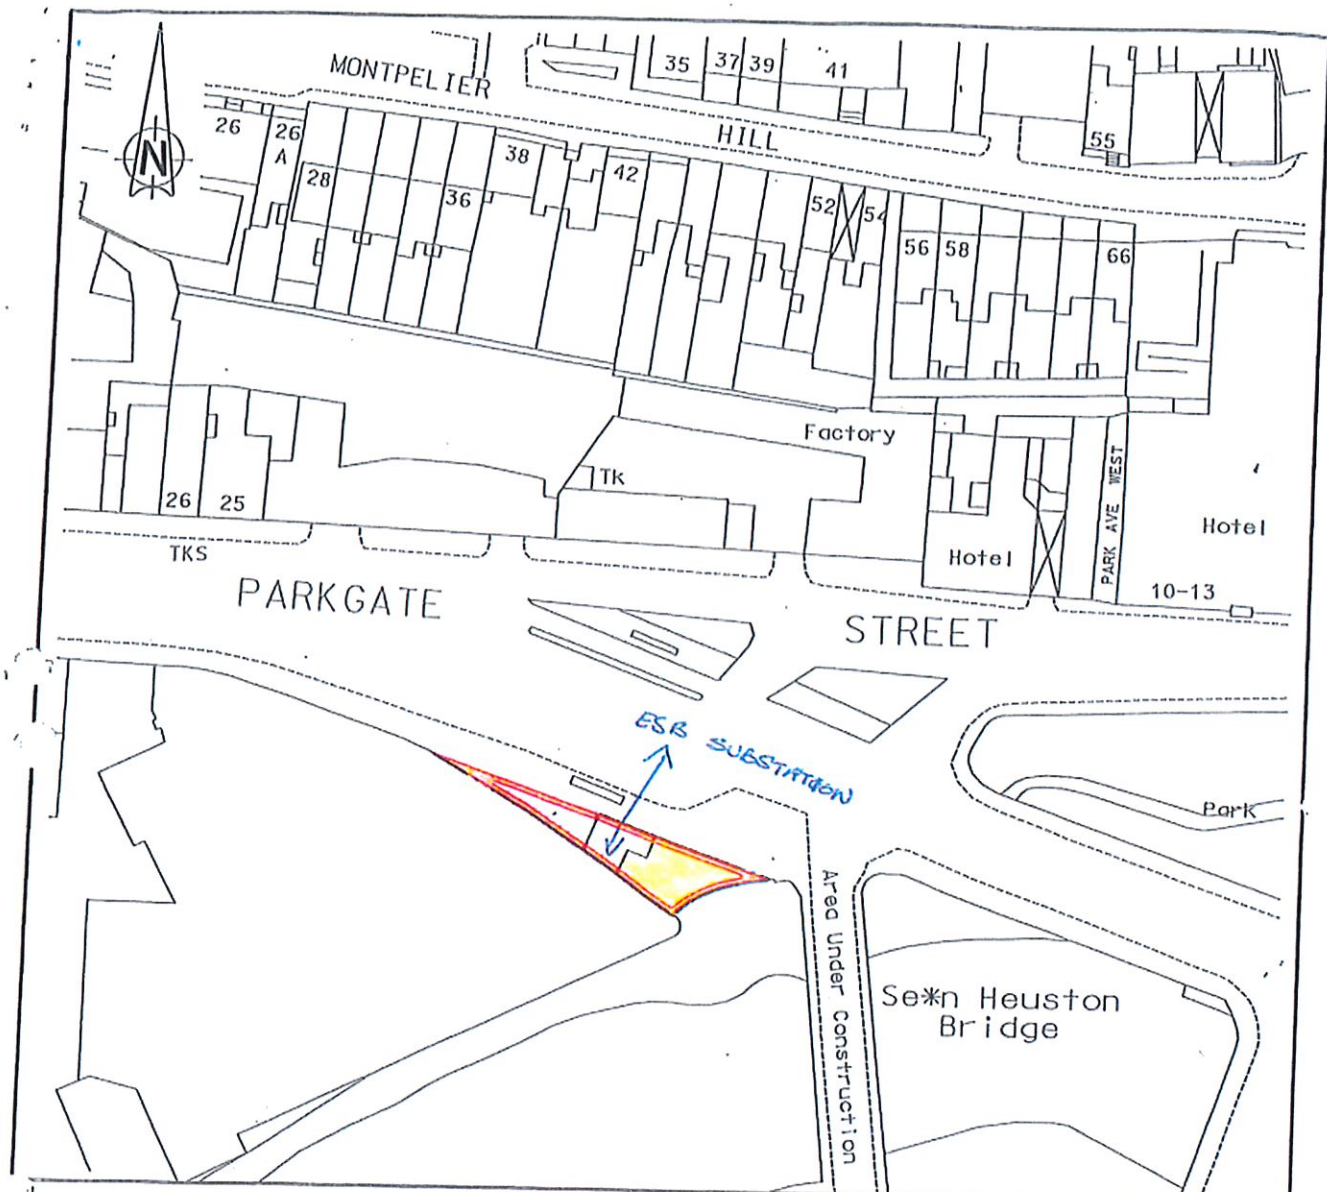 MONTPELIER
HILL
35
37
39
41
55
26
26
A
28
36
38
42
52
54
56
58
66
Factory
Tk
26
25
TKS
Hotel
PARK AVE WEST
Hotel
10-13
PARKGATE
STREET
ESB SUBSTATION
Park
Area Under Construction
Se*n Heuston
Bridge
N